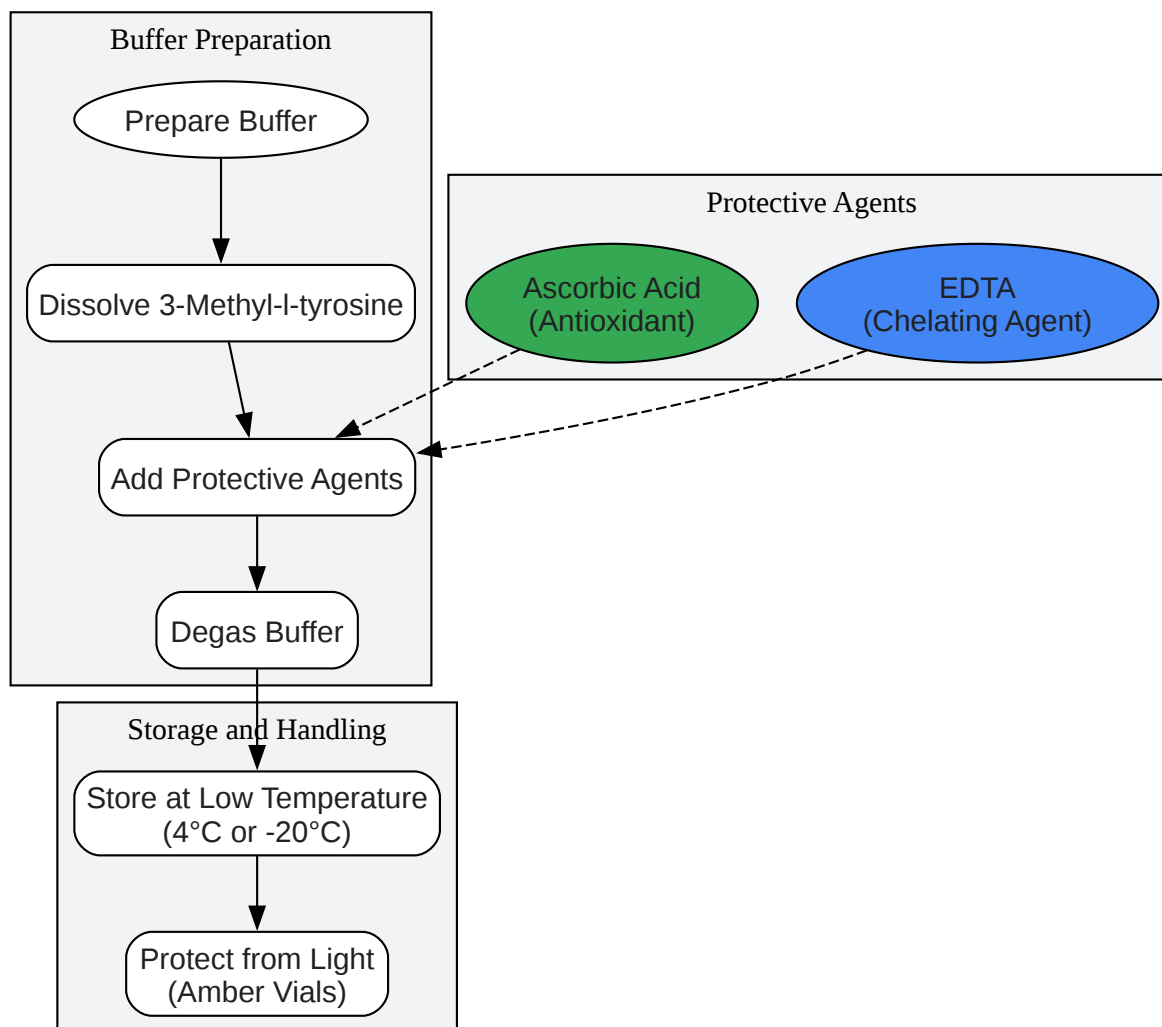 Buffer Preparation
Prepare Buffer
Dissolve 3-Methyl-l-tyrosine
Add Protective Agents
Degas Buffer
Protective Agents
Ascorbic Acid
(Antioxidant)
EDTA
(Chelating Agent)
Storage and Handling
Store at Low Temperature
(4°C or -20°C)
Protect from Light
(Amber Vials)